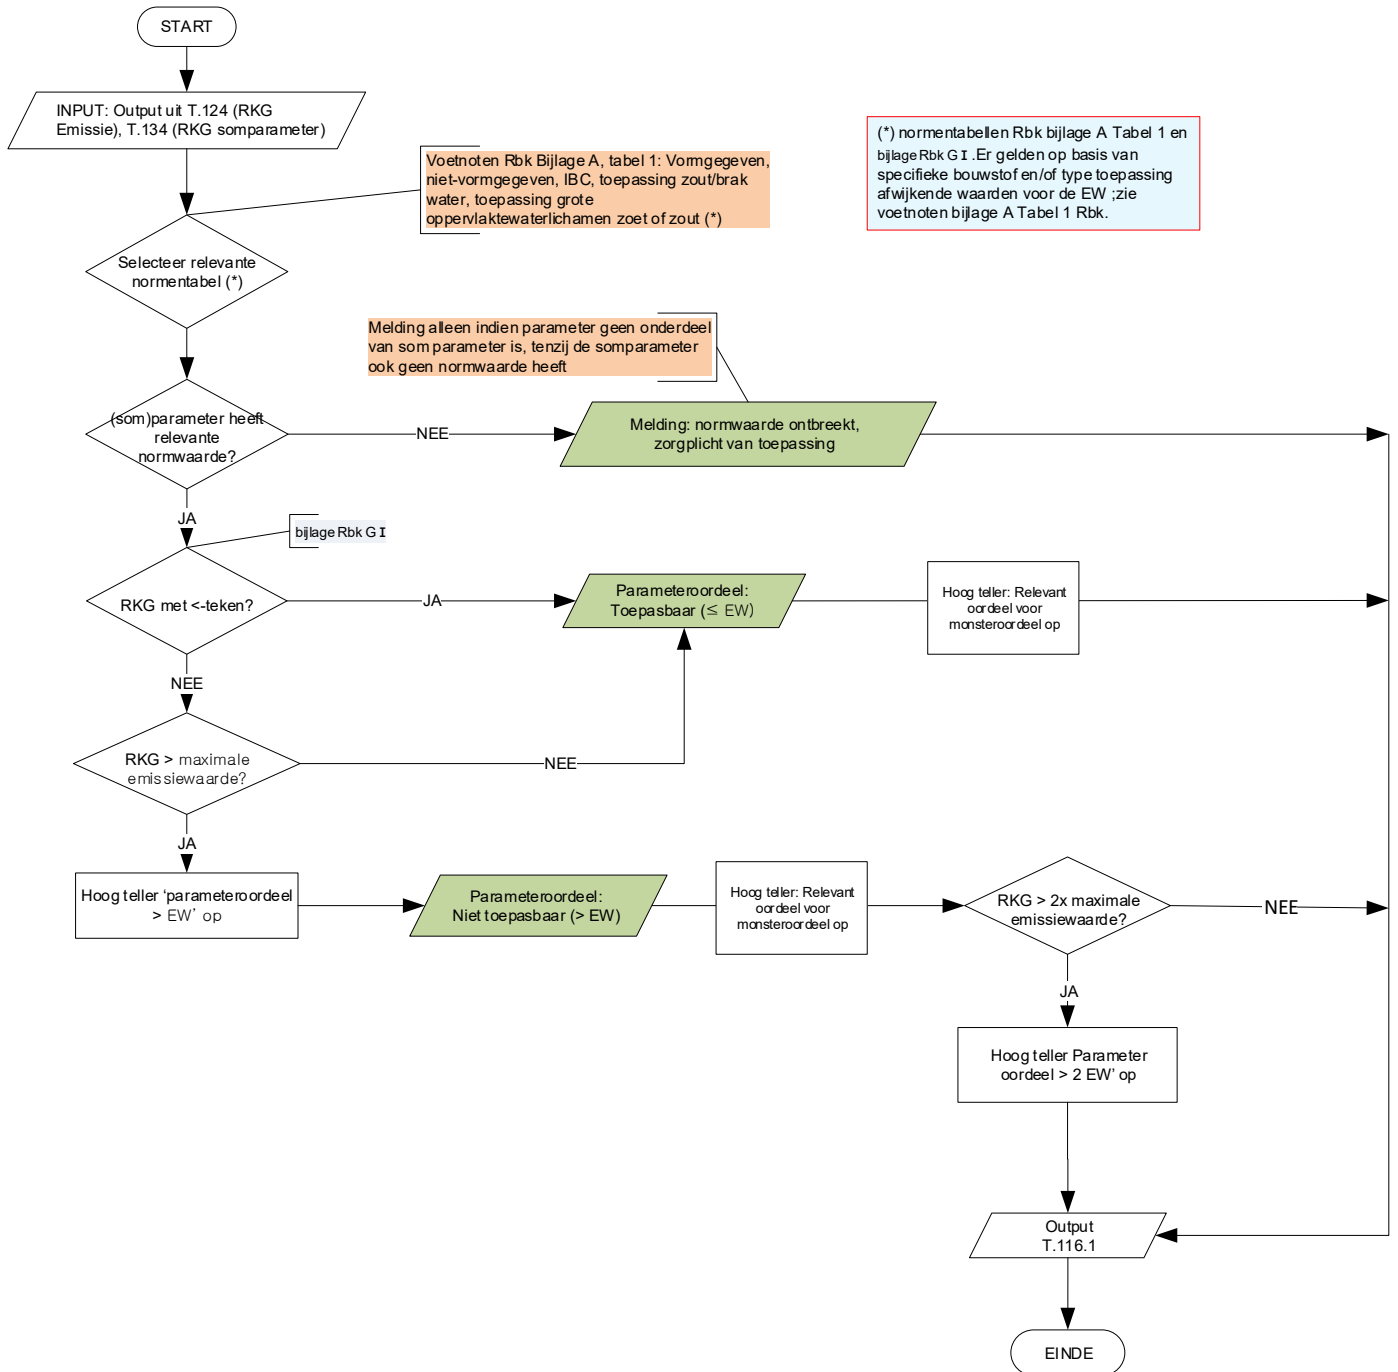 START
INPUT: Output uit T.124 (RKG
Emissie), T.134 (RKG somparameter)
Voetnoten Rbk Bijlage A, tabel 1: Vormgegeven,
niet-vormgegeven, IBC, toepassing zout/brak
water, toepassing grote
oppervlaktewaterlichamen zoet of zout (*)
(*) normentabellen Rbk bijlage A Tabel 1 en
bijlage Rbk G I .Er gelden op basis van
specifieke bouwstof en/of type toepassing
afwijkende waarden voor de EW ;zie
voetnoten bijlage A Tabel 1 Rbk.
Selecteer relevante
normentabel (*)
Melding alleen indien parameter geen onderdeel
van som parameter is, tenzij de somparameter
ook geen normwaarde heeft
(som)parameter heeft
relevante
normwaarde?
NEE
Melding: normwaarde ontbreekt,
zorgplicht van toepassing
JA
bijlage Rbk G I
RKG met <-teken?
JA
Parameteroordeel:
Toepasbaar (≤ EW)
Hoog teller: Relevant
oordeel voor
monsteroordeel op
NEE
RKG > maximale
emissiewaarde?
NEE
JA
Hoog teller ‘parameteroordeel
> EW’ op
Parameteroordeel:
Niet toepasbaar (> EW)
Hoog teller: Relevant
oordeel voor
monsteroordeel op
RKG > 2x maximale
emissiewaarde?
NEE
JA
Hoog teller Parameter
oordeel > 2 EW’ op
Output
T.116.1
EINDE